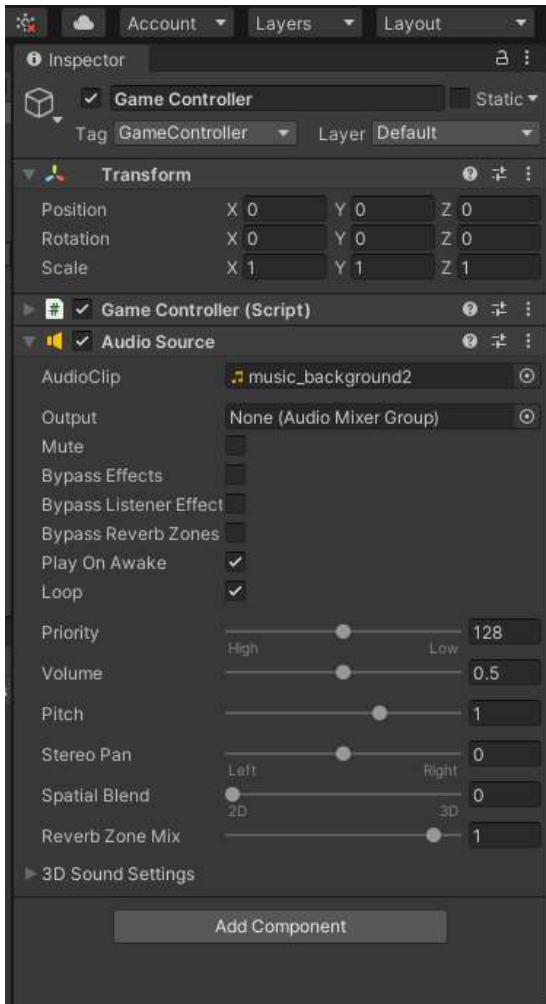 Account Layers Layout
Inspector
Game Controller Static
Tag GameController Layer Default
Transform
Position X 0 Y 0 Z 0
Rotation X 0 Y 0 Z 0
Scale X 1 Y 1 Z 1
# Game Controller (Script)
Audio Source
AudioClip music_background2
Output None (Audio Mixer Group)
Mute
Bypass Effects
Bypass Listener Effect
Bypass Reverb Zones
Play On Awake
Loop
Priority 128
High Low
Volume 0.5
Pitch 1
Stereo Pan 0
Left Right
Spatial Blend 0
2D 3D
Reverb Zone Mix 1
3D Sound Settings
Add Component